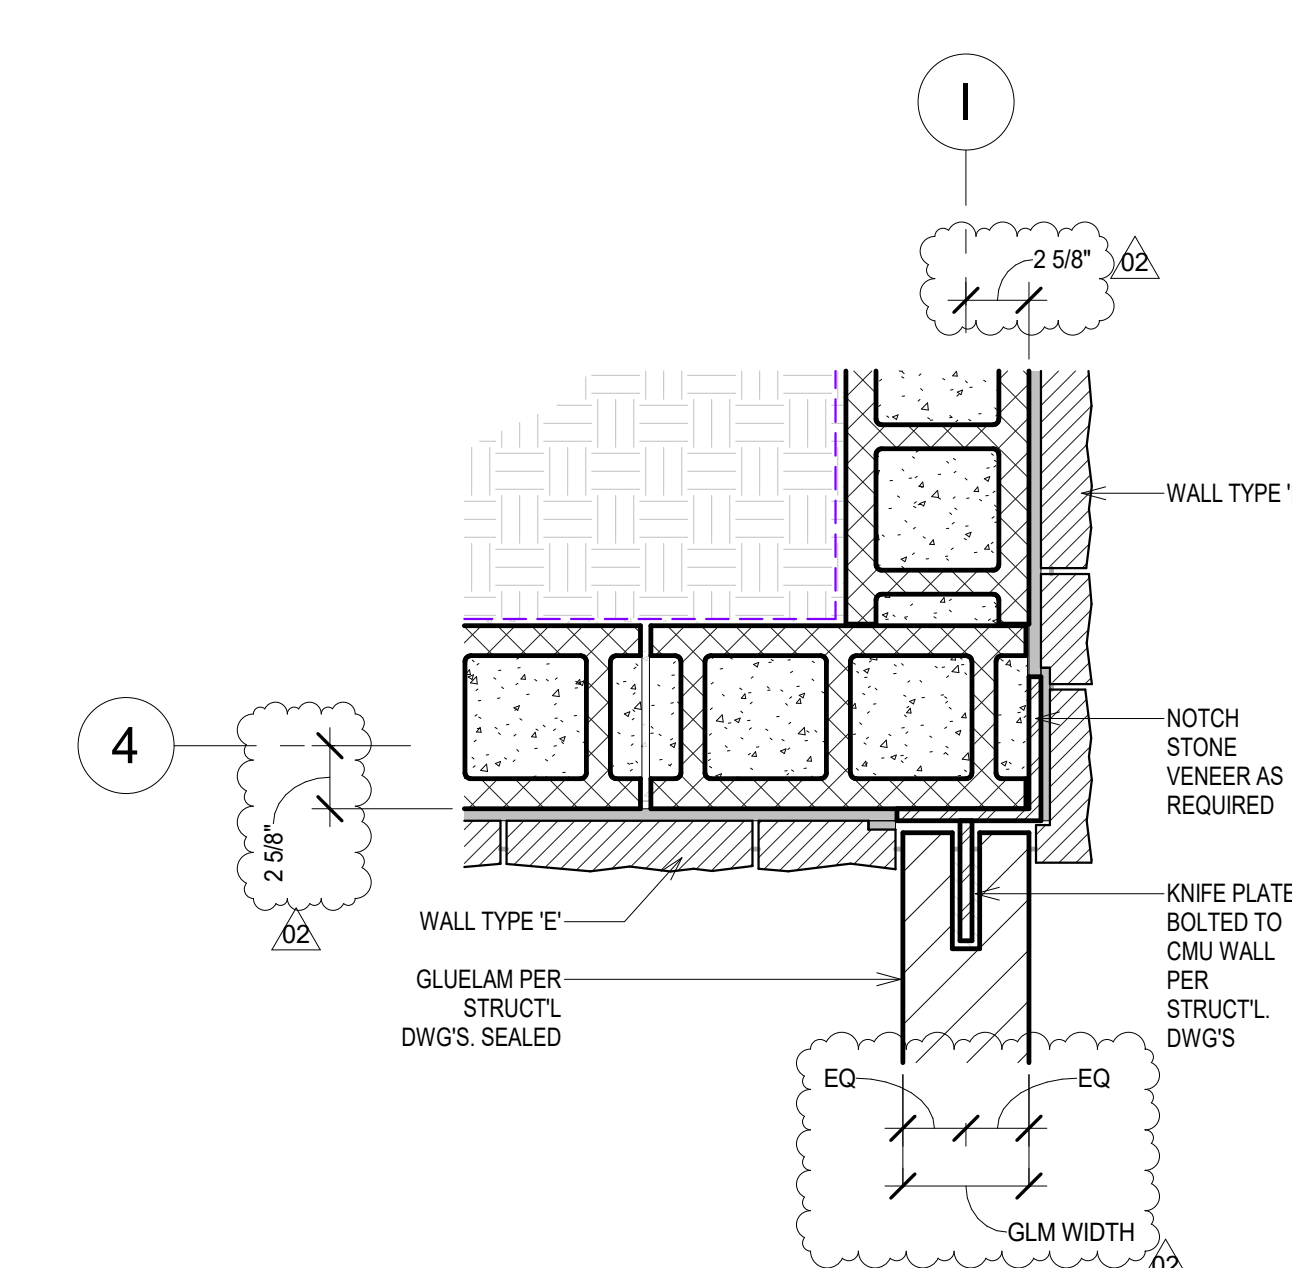 I
2 5/8"
02
WALL TYPE '
4
2 5/8"
02
NOTCH
STONE
VENEER AS
REQUIRED
WALL TYPE 'E'
GLUELAM PER
STRUCT'L
DWG'S. SEALED
KNIFE PLATE
BOLTED TO
CMU WALL
PER
STRUCT'L.
DWG'S
EQ
EQ
GLM WIDTH
02